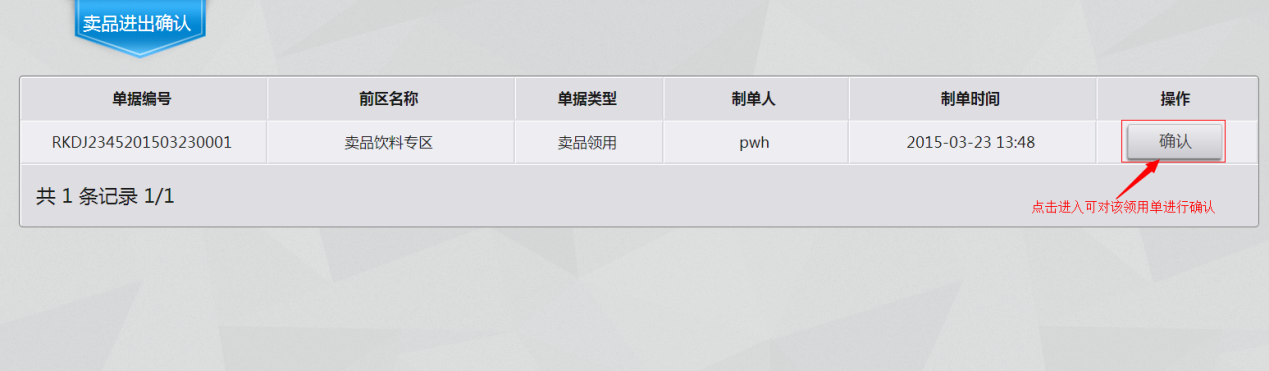 卖品进出确认
单据编号 前区名称 单据类型 制单人 制单时间 操作
RKDJ2345201503230001 卖品饮料专区 卖品领用 pwh 2015-03-23 13:48 确认
共 1 条记录 1/1
点击进入可对该领用单进行确认